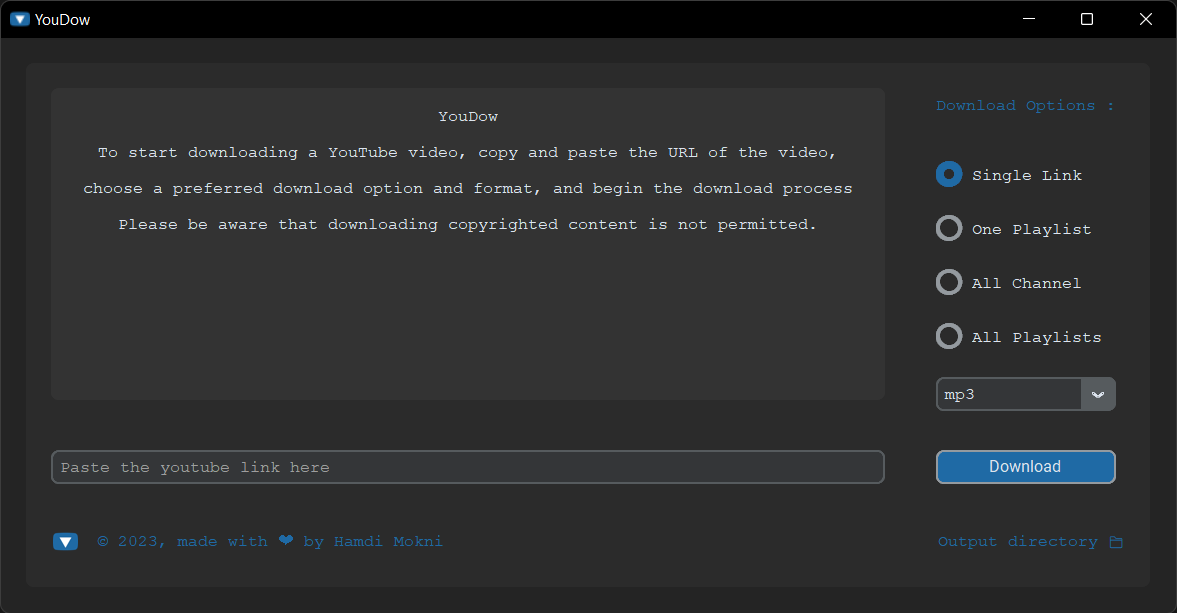 YouDow
YouDow
To start downloading a YouTube video, copy and paste the URL of the video,
choose a preferred download option and format, and begin the download process
Please be aware that downloading copyrighted content is not permitted.
Download Options :
Single Link
One Playlist
All Channel
All Playlists
mp3
Paste the youtube link here
Download
© 2023, made with ❤ by Hamdi Mokni
Output directory